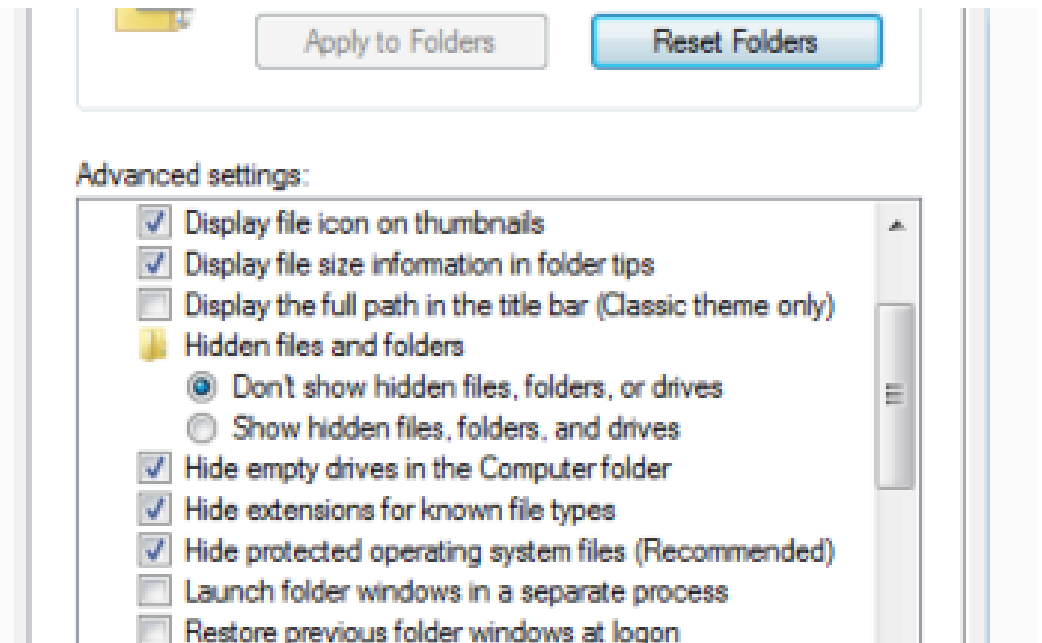 Apply to Folders Reset Folders
Advanced settings:
Display file icon on thumbnails
Display file size information in folder tips
Display the full path in the title bar (Classic theme only)
Hidden files and folders
Don't show hidden files, folders, or drives
Show hidden files, folders, and drives
Hide empty drives in the Computer folder
Hide extensions for known file types
Hide protected operating system files (Recommended)
Launch folder windows in a separate process
Restore previous folder windows at logon